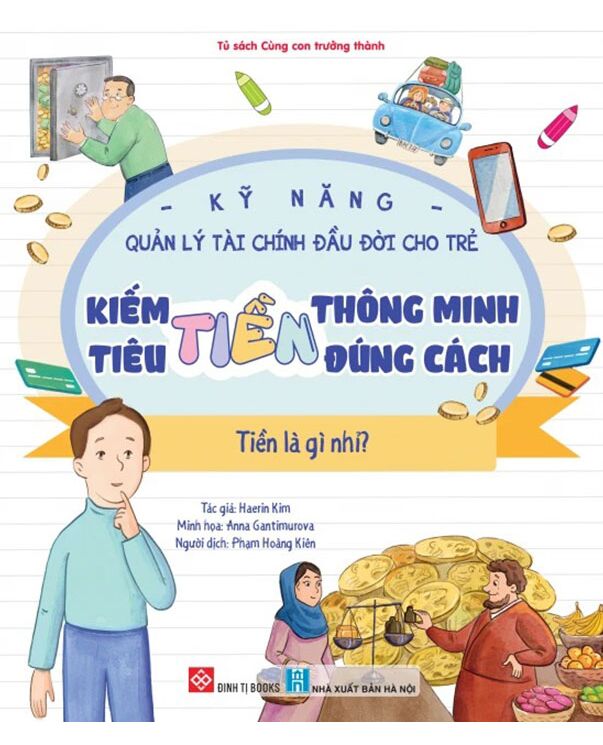 Tủ sách Cùng con trưởng thành
- KỸ NĂNG -
QUẢN LÝ TÀI CHÍNH ĐẦU ĐỜI CHO TRẺ
KIẾM TIỀN THÔNG MINH
TIÊU ĐÚNG CÁCH
Tiền là gì nhỉ?
Tác giả: Haerin Kim
Minh họa: Anna Gantimurova
Người dịch: Phạm Hoàng Kiên
ĐINH TỊ BOOKS NHÀ XUẤT BẢN HÀ NỘI